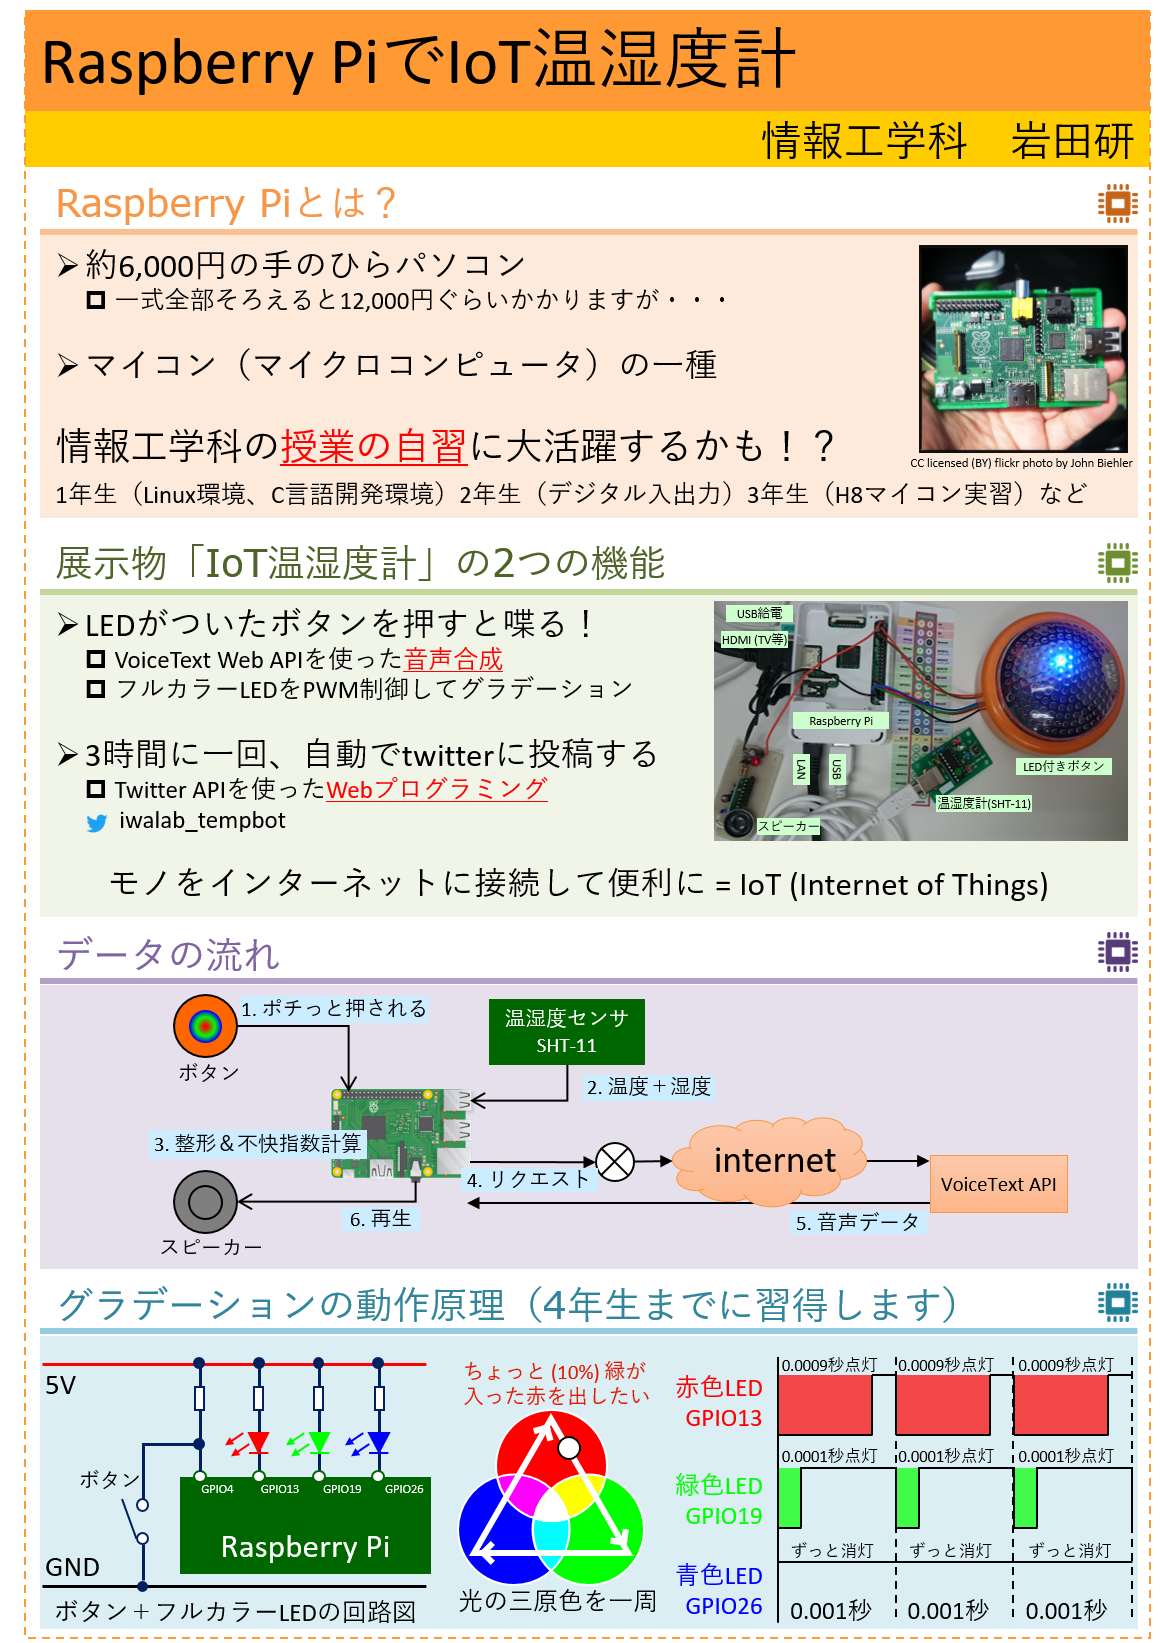 Raspberry PiでIoT温湿度計
情報工学科　岩田研
Raspberry Piとは？
約6,000円の手のひらパソコン
一式全部そろえると12,000円ぐらいかかりますが・・・
マイコン（マイクロコンピュータ）の一種
情報工学科の授業の自習に大活躍するかも！？
CC licensed (BY) flickr photo by John Biehler
1年生（Linux環境、C言語開発環境）2年生（デジタル入出力）3年生（H8マイコン実習）など
展示物「IoT温湿度計」の2つの機能
LEDがついたボタンを押すと喋る！
VoiceText Web APIを使った音声合成
フルカラーLEDをPWM制御してグラデーション
3時間に一回、自動でtwitterに投稿する
Twitter APIを使ったWebプログラミング
iwalab_tempbot
USB給電
HDMI (TV等)
Raspberry Pi
LAN
USB
LED付きボタン
温湿度計(SHT-11)
スピーカー
モノをインターネットに接続して便利に = IoT (Internet of Things)
データの流れ
1. ポチっと押される
ボタン
温湿度センサ
SHT-11
2. 温度＋湿度
3. 整形＆不快指数計算
4. リクエスト
internet
VoiceText API
5. 音声データ
6. 再生
スピーカー
グラデーションの動作原理（4年生までに習得します）
5V
ボタン
GPIO4
GPIO13
GPIO19
GPIO26
Raspberry Pi
GND
ボタン＋フルカラーLEDの回路図
ちょっと (10%) 緑が
入った赤を出したい
光の三原色を一周
赤色LED
GPIO13
0.0009秒点灯
0.0009秒点灯
0.0009秒点灯
緑色LED
GPIO19
0.0001秒点灯
0.0001秒点灯
0.0001秒点灯
青色LED
GPIO26
ずっと消灯
ずっと消灯
ずっと消灯
0.001秒
0.001秒
0.001秒